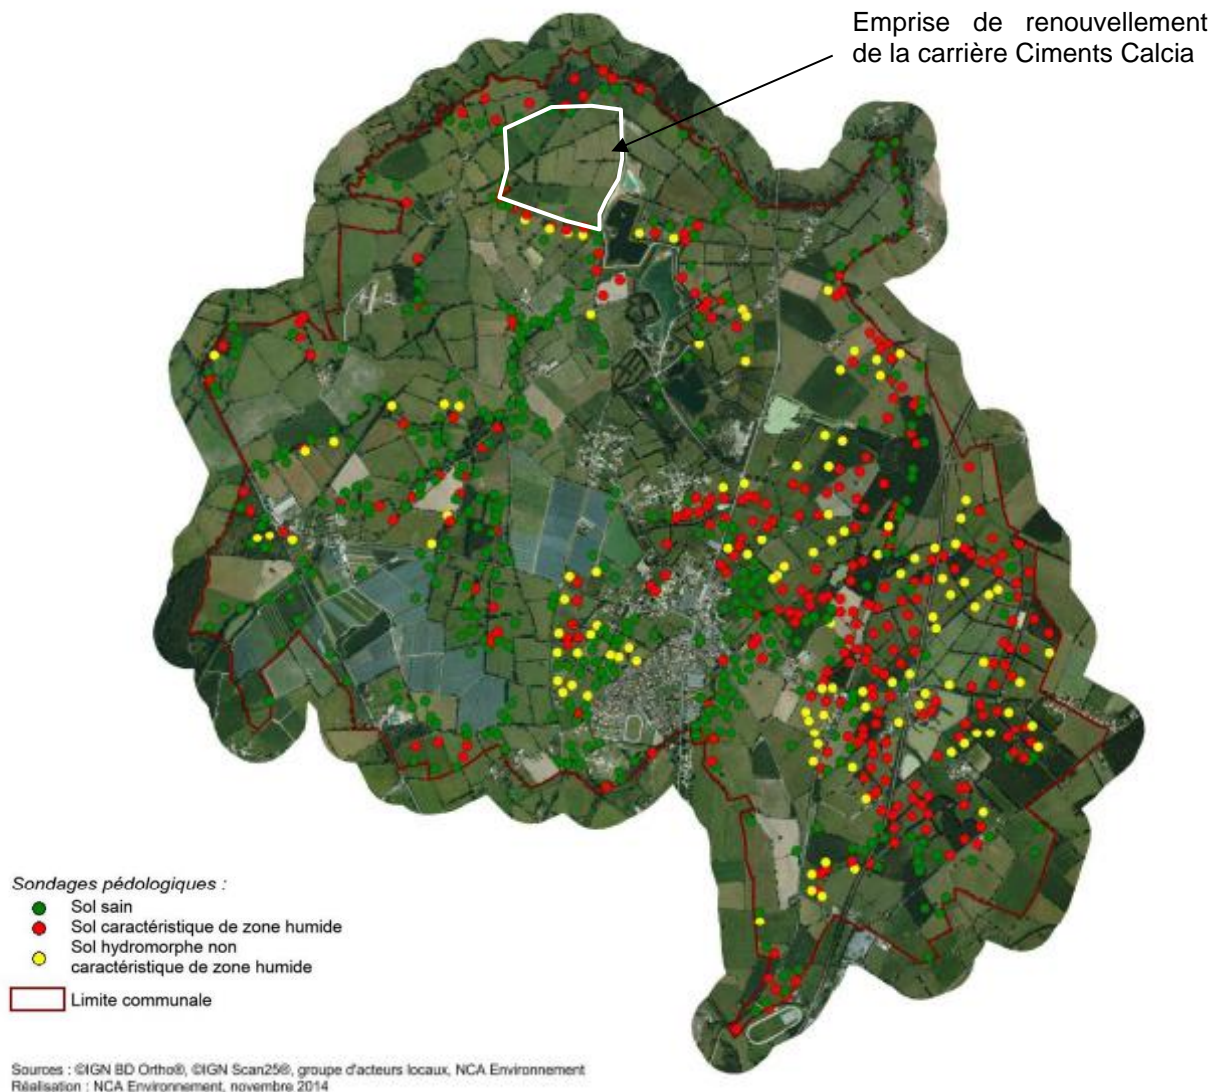 Emprise de renouvellement
de la carrière Ciments Calcia
Sondages pédologiques :
Sol sain
Sol caractéristique de zone humide
Sol hydromorphe non
caractéristique de zone humide
Limite communale
Sources : ©IGN BD Ortho®, ©IGN Scan25®, groupe d'acteurs locaux, NCA Environnement
Réalisation : NCA Environnement, novembre 2014